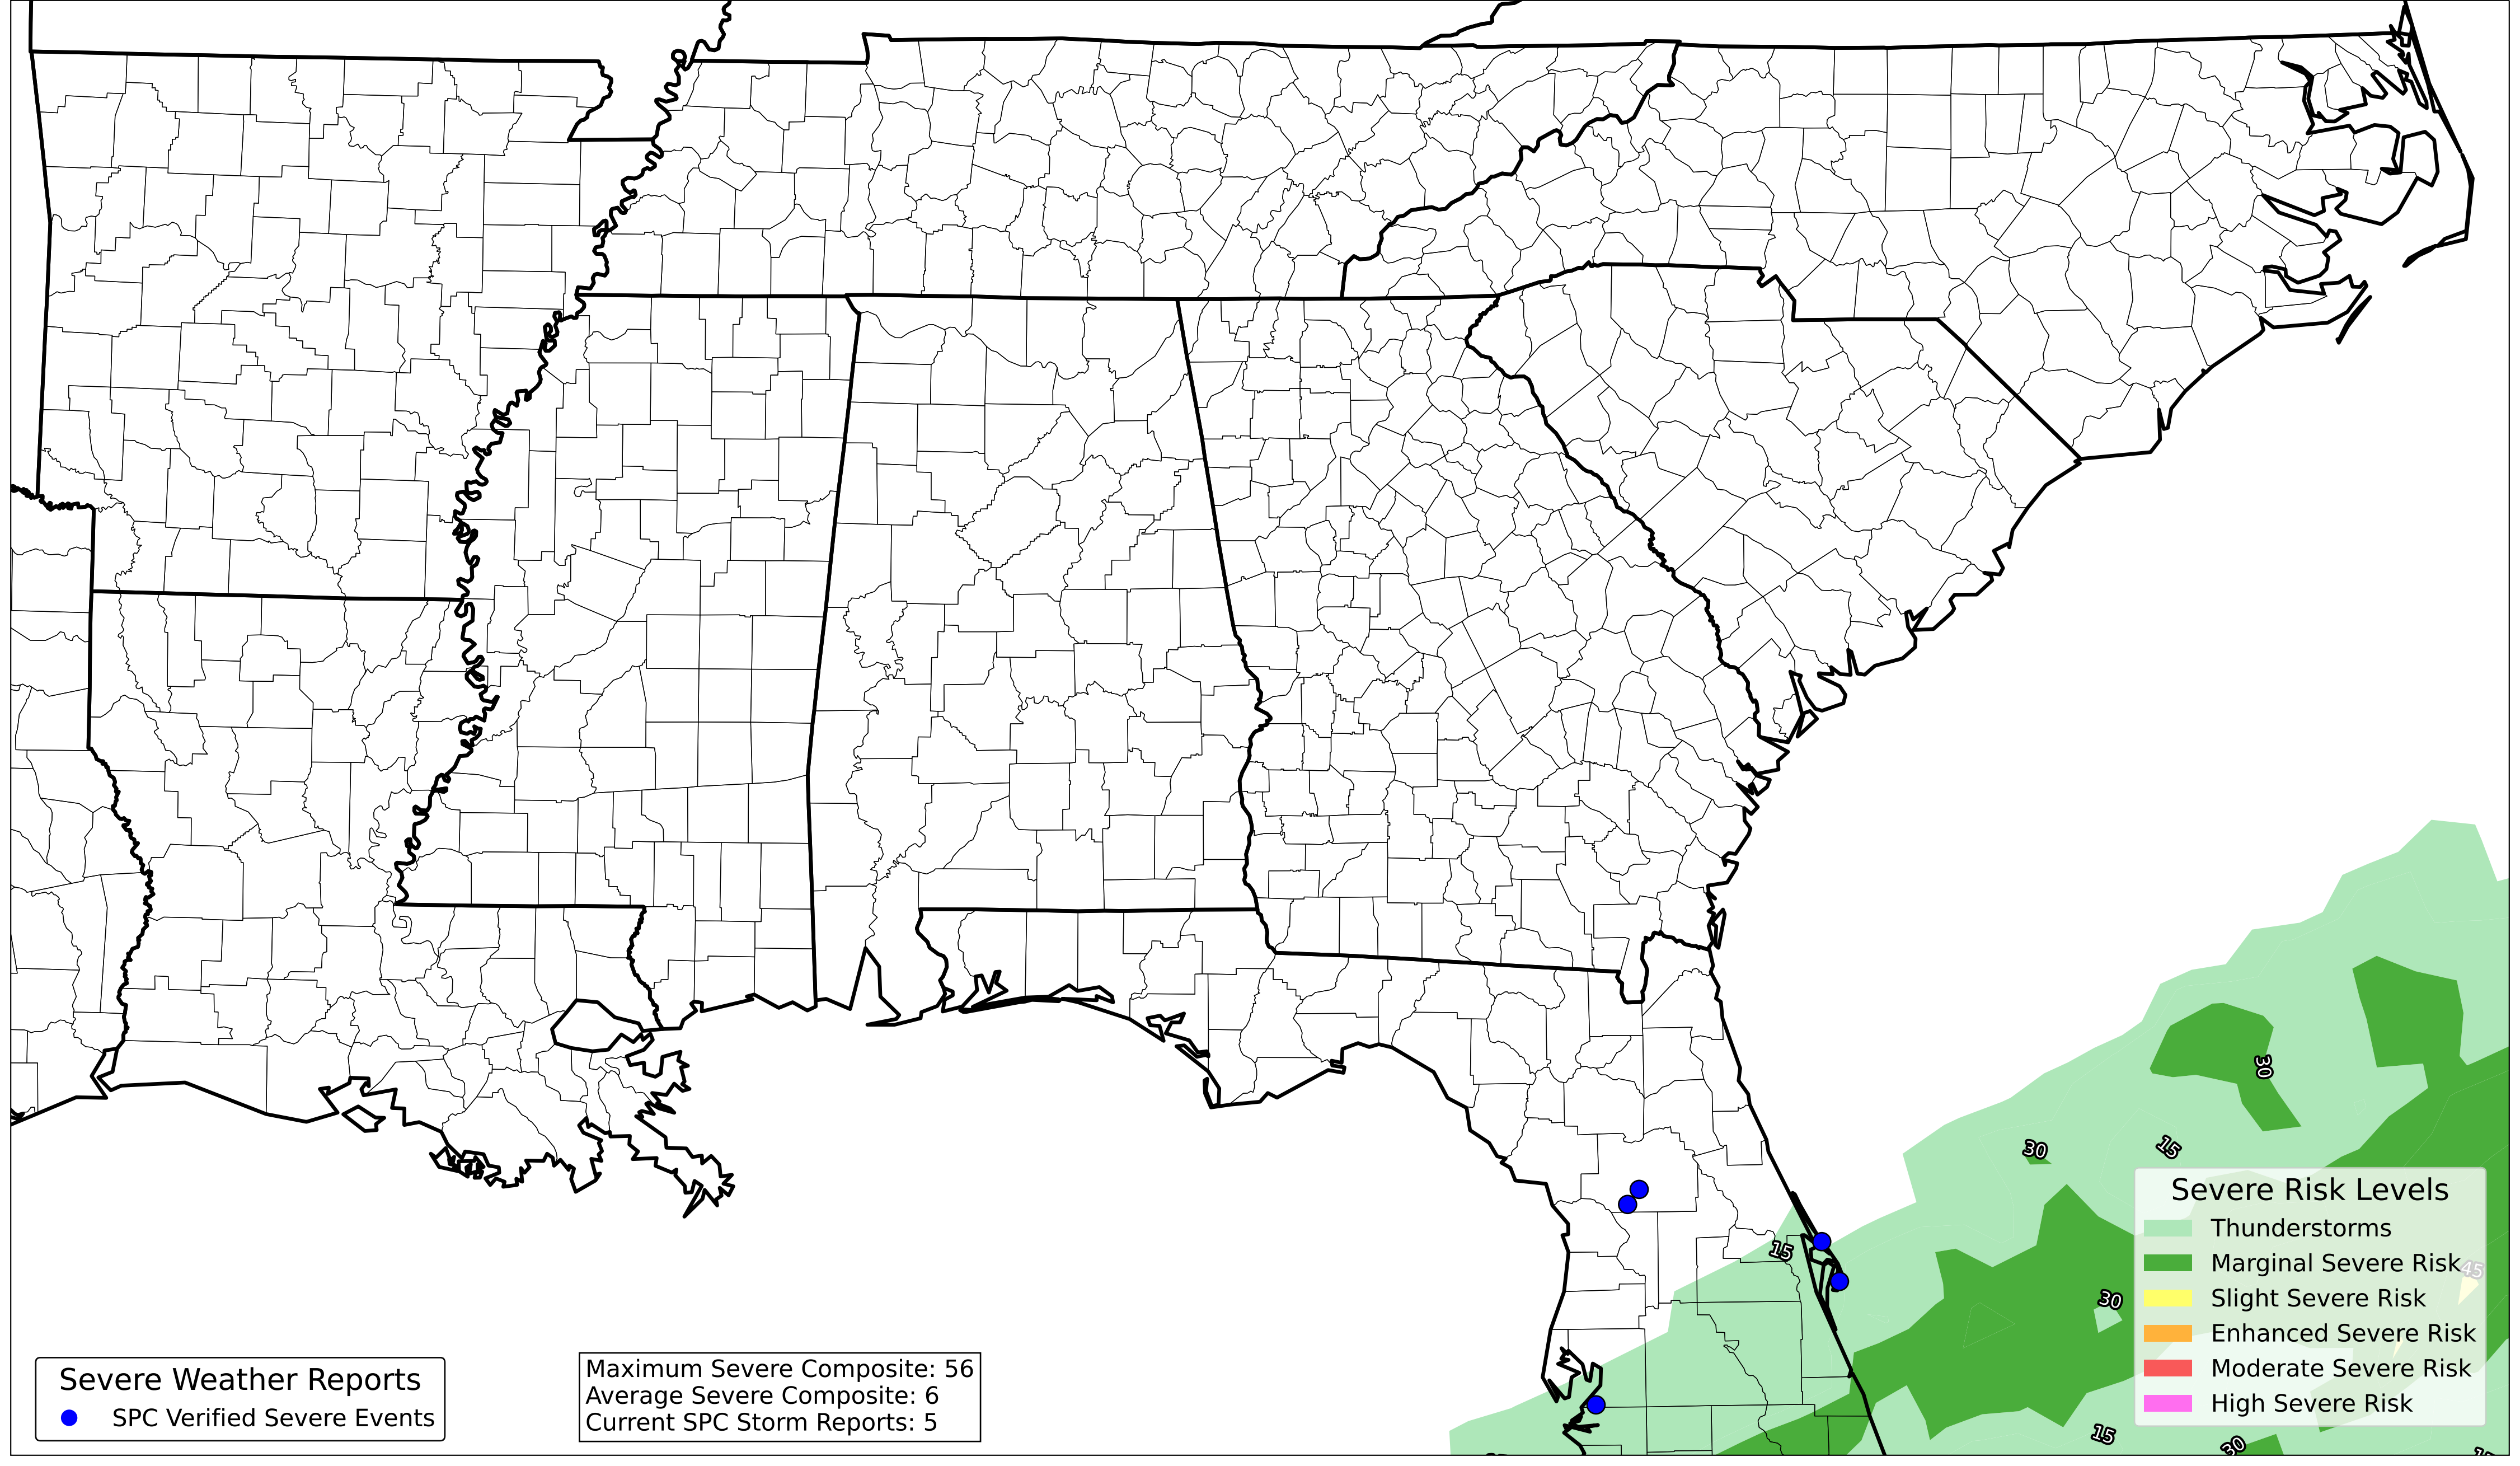 30
30
15
15
30
45
15
30
Severe Risk Levels
Thunderstorms
Marginal Severe Risk
Slight Severe Risk
Enhanced Severe Risk
Moderate Severe Risk
High Severe Risk
Severe Weather Reports
SPC Verified Severe Events
Maximum Severe Composite: 56
Average Severe Composite: 6
Current SPC Storm Reports: 5